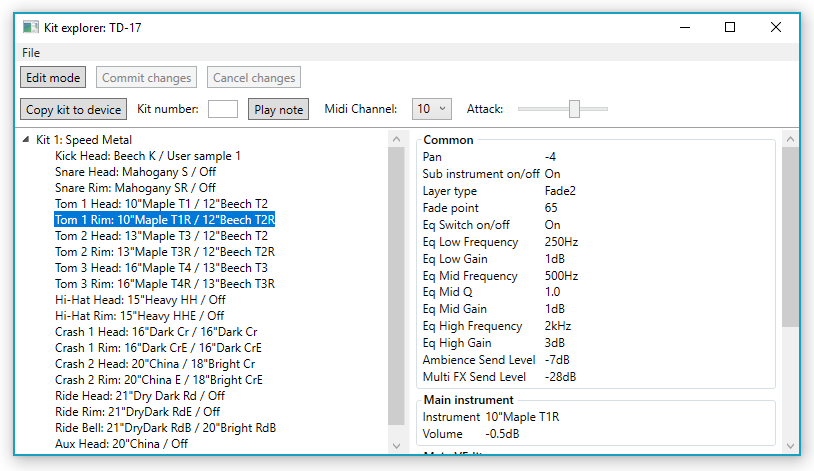 Kit explorer: TD-17
File
Edit mode Commit changes Cancel changes
Copy kit to device Kit number: Play note Midi Channel: 10 Attack:
Kit 1: Speed Metal
Kick Head: Beech K / User sample 1
Snare Head: Mahogany S / Off
Snare Rim: Mahogany SR / Off
Tom 1 Head: 10"Maple T1 / 12"Beech T2
Tom 1 Rim: 10"Maple T1R / 12"Beech T2R
Tom 2 Head: 13"Maple T3 / 12"Beech T2
Tom 2 Rim: 13"Maple T3R / 12"Beech T2R
Tom 3 Head: 16"Maple T4 / 13"Beech T3
Tom 3 Rim: 16"Maple T4R / 13"Beech T3R
Hi-Hat Head: 15"Heavy HH / Off
Hi-Hat Rim: 15"Heavy HHE / Off
Crash 1 Head: 16"Dark Cr / 16"Dark Cr
Crash 1 Rim: 16"Dark CrE / 16"Dark CrE
Crash 2 Head: 20"China / 18"Bright Cr
Crash 2 Rim: 20"China E / 18"Bright CrE
Ride Head: 21"Dry Dark Rd / Off
Ride Rim: 21"DryDark RdE / Off
Ride Bell: 21"DryDark RdB / 20"Bright RdB
Aux Head: 20"China / Off
Common
Pan -4
Sub instrument on/off On
Layer type Fade2
Fade point 65
Eq Switch on/off On
Eq Low Frequency 250Hz
Eq Low Gain 1dB
Eq Mid Frequency 500Hz
Eq Mid Q 1.0
Eq Mid Gain 1dB
Eq High Frequency 2kHz
Eq High Gain 3dB
Ambience Send Level -7dB
Multi FX Send Level -28dB
Main instrument
Instrument 10"Maple T1R
Volume -0.5dB